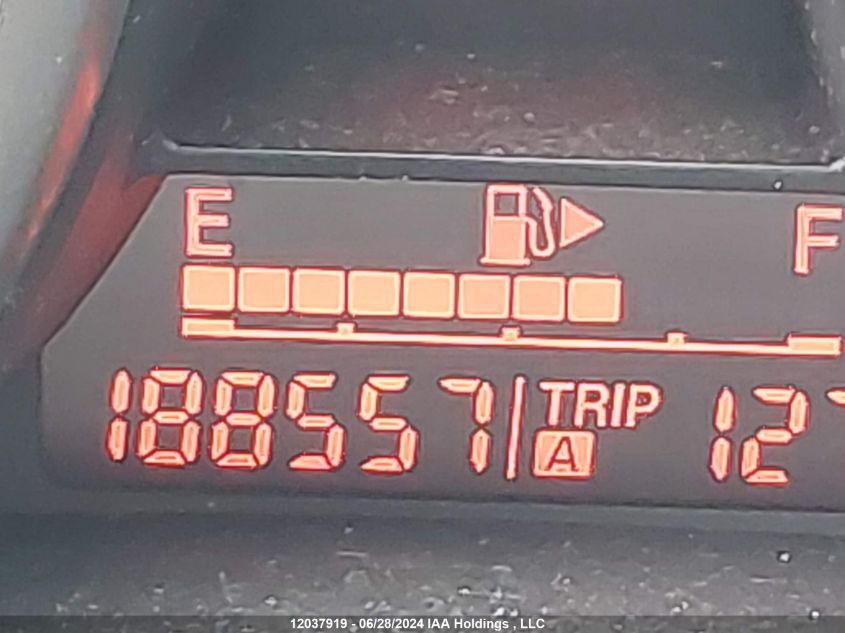 E F
188557 TRIP 12
A
12037919 - 06/28/2024 IAA Holdings , LLC